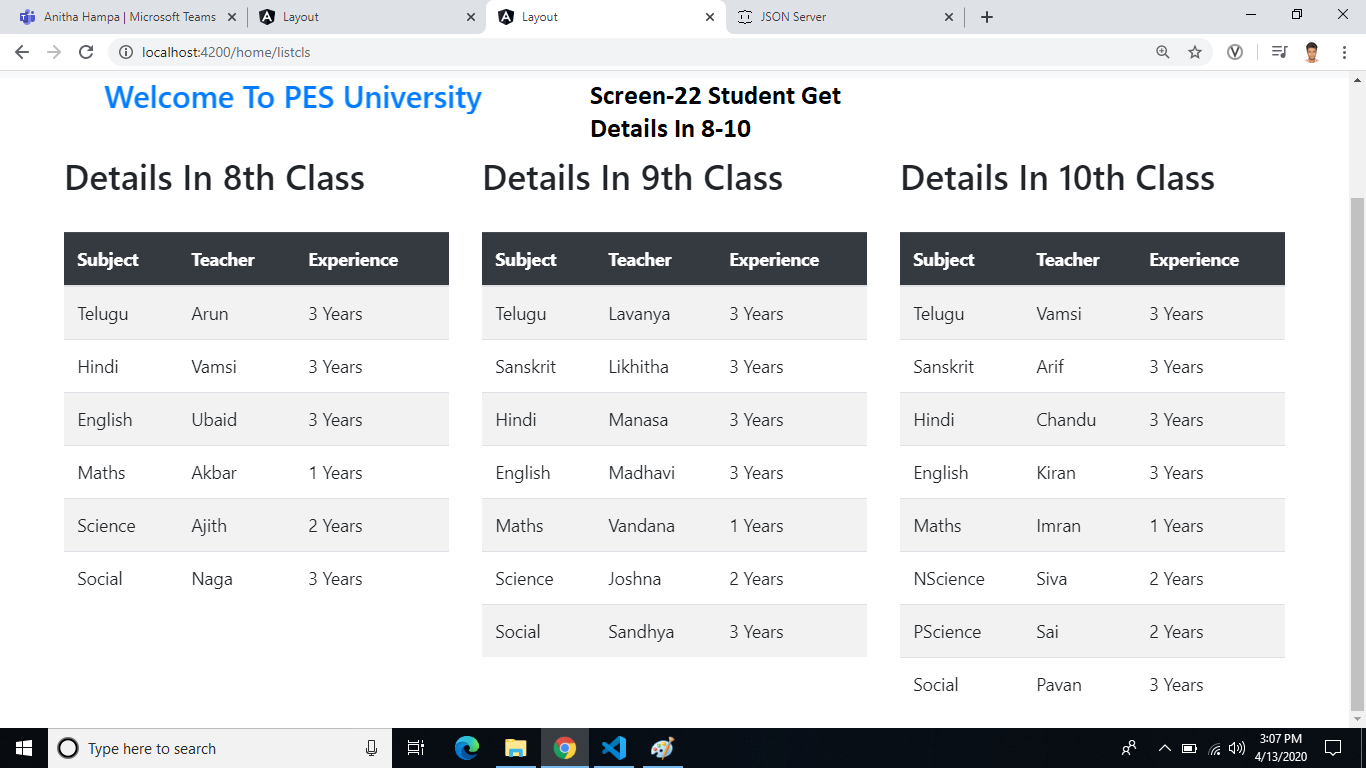 Anitha Hampa | Microsoft Teams
Layout
Layout
JSON Server
localhost:4200/home/listcls
Welcome To PES University
Screen-22 Student Get
Details In 8-10
Details In 8th Class
Subject Teacher Experience
Telugu Arun 3 Years
Hindi Vamsi 3 Years
English Ubaid 3 Years
Maths Akbar 1 Years
Science Ajith 2 Years
Social Naga 3 Years
Details In 9th Class
Subject Teacher Experience
Telugu Lavanya 3 Years
Sanskrit Likhitha 3 Years
Hindi Manasa 3 Years
English Madhavi 3 Years
Maths Vandana 1 Years
Science Joshna 2 Years
Social Sandhya 3 Years
Details In 10th Class
Subject Teacher Experience
Telugu Vamsi 3 Years
Sanskrit Arif 3 Years
Hindi Chandu 3 Years
English Kiran 3 Years
Maths Imran 1 Years
NScience Siva 2 Years
PScience Sai 2 Years
Social Pavan 3 Years
Type here to search
3:07 PM
4/13/2020